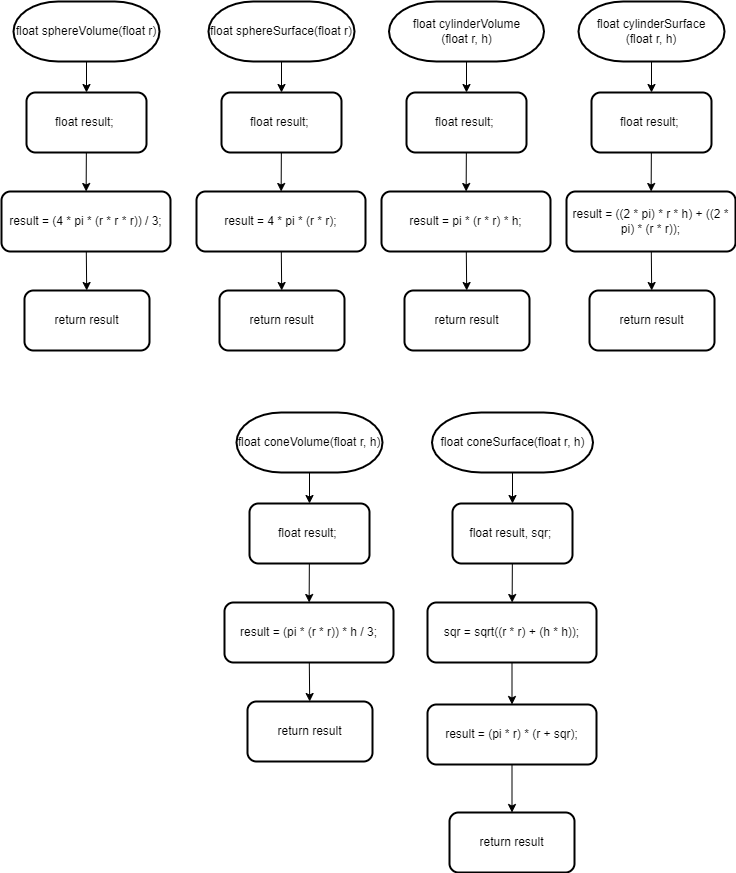 float sphereVolume(float r)
float sphereSurface(float r)
float cylinderVolume
(float r, h)
float cylinderSurface
(float r, h)
float result;
float result;
float result;
float result;
result = (4 * pi * (r * r * r)) / 3;
result = 4 * pi * (r * r);
result = pi * (r * r) * h;
result = ((2 * pi) * r * h) + ((2 *
pi) * (r * r));
return result
return result
return result
return result
float coneVolume(float r, h)
float coneSurface(float r, h)
float result;
float result, sqr;
result = (pi * (r * r)) * h / 3;
sqr = sqrt((r * r) + (h * h));
return result
result = (pi * r) * (r + sqr);
return result